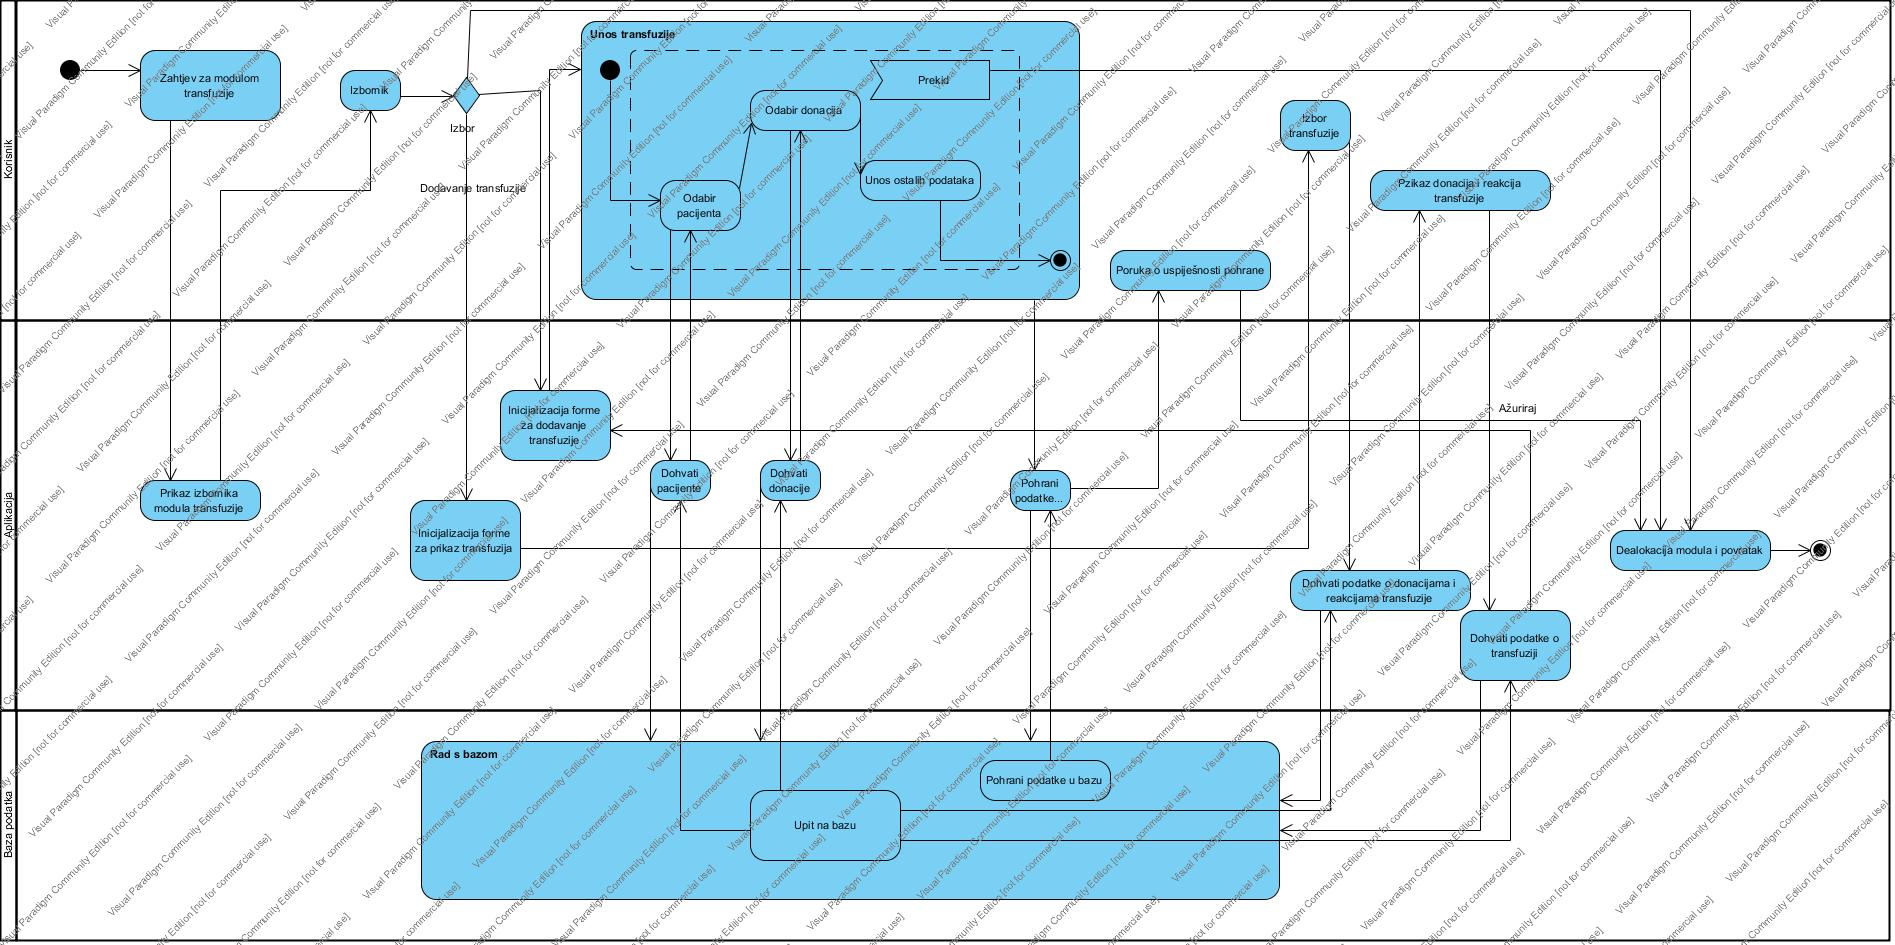 Korisnik
Zahtjev za modulom
transfuzije
Izbornik
Izbor
Dodavanje transfuzije
Unos transfuzije
Prekid
Odabir donacija
Unos ostalih podataka
Odabir
pacijenta
Poruka o uspiješnosti pohrane
Izbor
transfuzije
Pzikaz donacija i reakcija
transfuzije
Aplikacija
Prikaz izbornika
modula transfuzije
Inicijalizacija forme
za dodavanje
transfuzije
Inicijalizacija forme
za prikaz transfuzija
Dohvati
pacijente
Dohvati
donacije
Pohrani
podatke...
Ažuriraj
Dealokacija modula i povratak
Dohvati podatke o donacijama i
reakcijama transfuzije
Dohvati podatke o
transfuziji
Baza podatka
Rad s bazom
Pohrani podatke u bazu
Upit na bazu
Visual Paradigm Community Edition [not for commercial use]